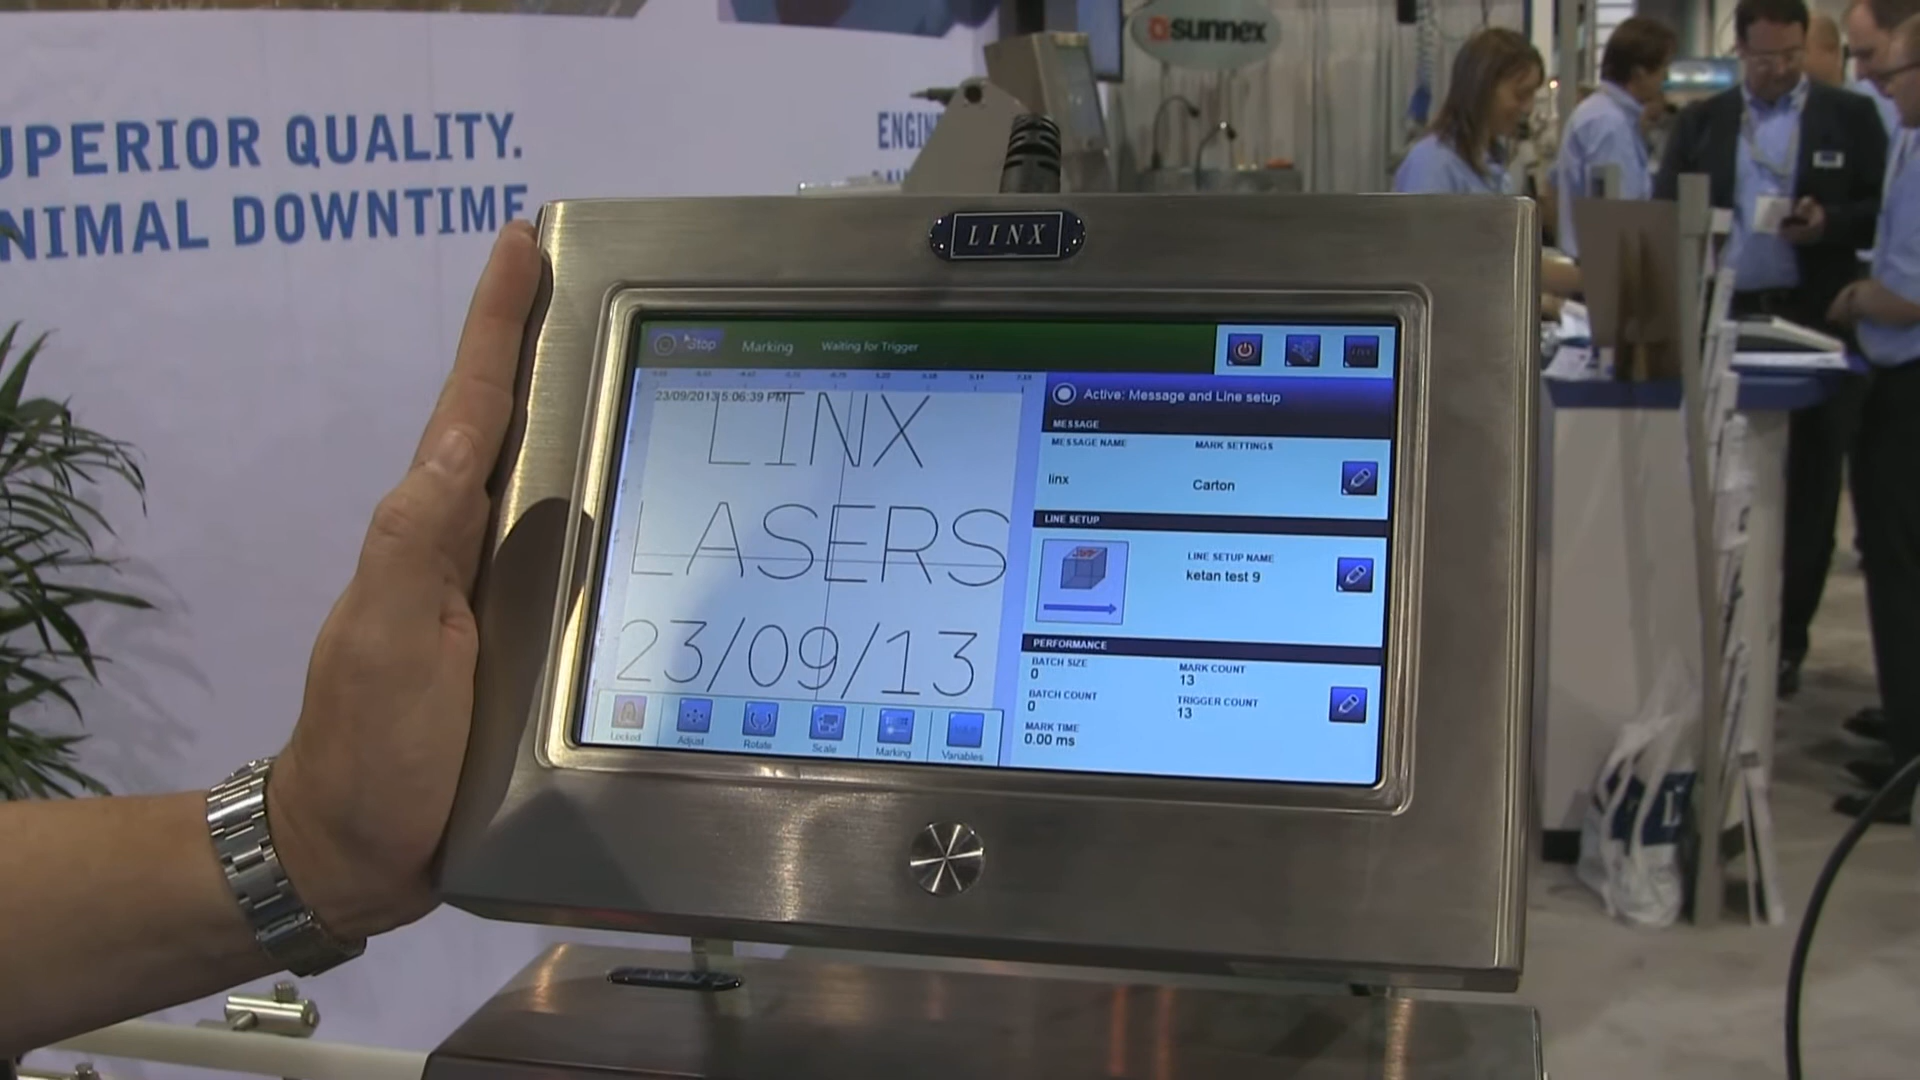 UPERIOR QUALITY.
NIMAL DOWNTIME
ENGIN
sunnex
LINX
Stop
Marking
Waiting for Trigger
23/09/2013 5:06:39 PM
LINX
LASERS
23/09/13
Locked
Adjust
Rotate
Scale
Marking
Variables
Active: Message and Line setup
MESSAGE
MESSAGE NAME
MARK SETTINGS
linx
Carton
LINE SETUP
LINE SETUP NAME
ketan test 9
PERFORMANCE
BATCH SIZE
0
MARK COUNT
13
BATCH COUNT
0
TRIGGER COUNT
13
MARK TIME
0.00 ms